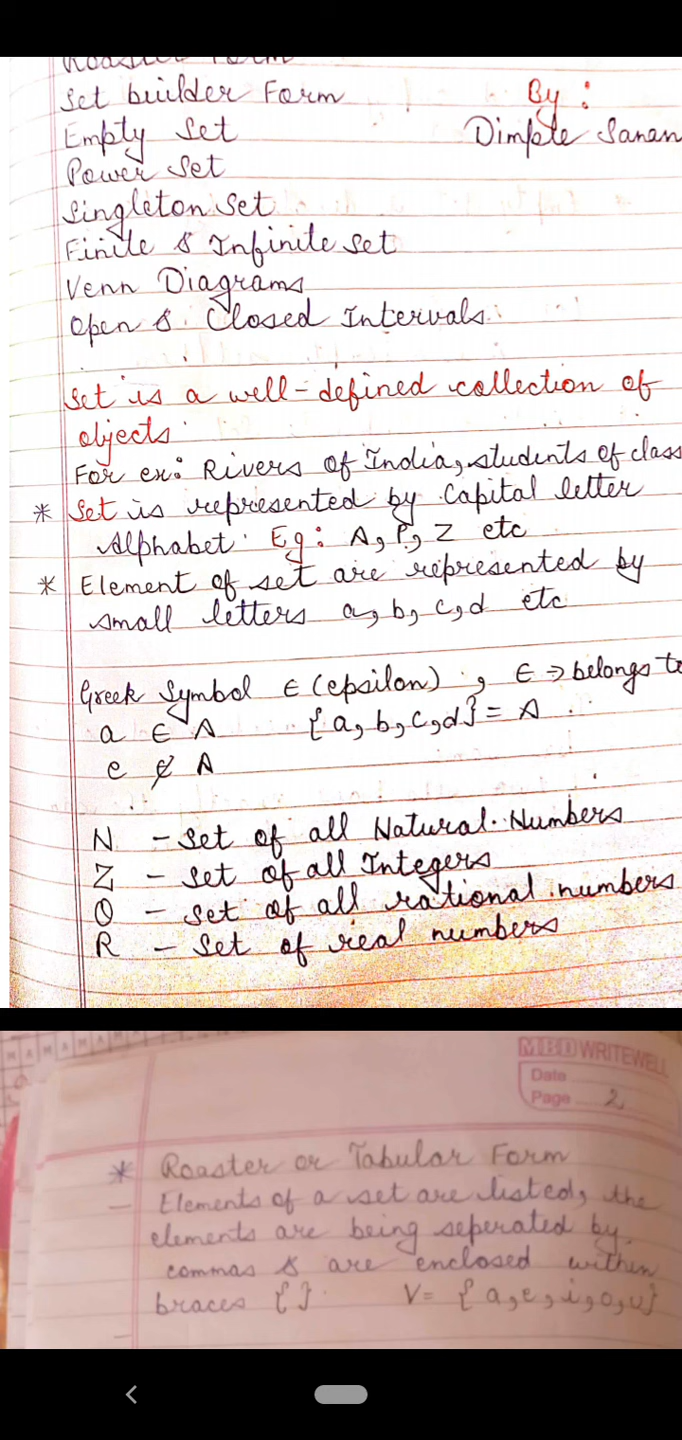 Roaster Form
Set builder Form
By :
Empty Set
Dimple Sanan
Power Set
Singleton Set
Finite & Infinite Set
Venn Diagrams
Open & Closed Intervals.
Set is a well-defined collection of
objects.
For ex: Rivers of India, students of class
* Set is represented by Capital letter
Alphabet. Eg: A, P, Z etc
* Element of set are represented by
small letters a, b, c, d etc
Greek Symbol ∈ (epsilon) , ∈ ⇒ belongs to
a ∈ A {a, b, c, d} = A
e ∉ A
N - Set of all Natural Numbers
Z - Set of all Integers
Q - Set of all rational numbers
R - Set of real numbers
MBD WRITEWELL
Date
Page 2
* Roaster or Tabular Form
- Elements of a set are listed, the
elements are being seperated by
commas & are enclosed within
braces { }. V = {a, e, i, o, u}